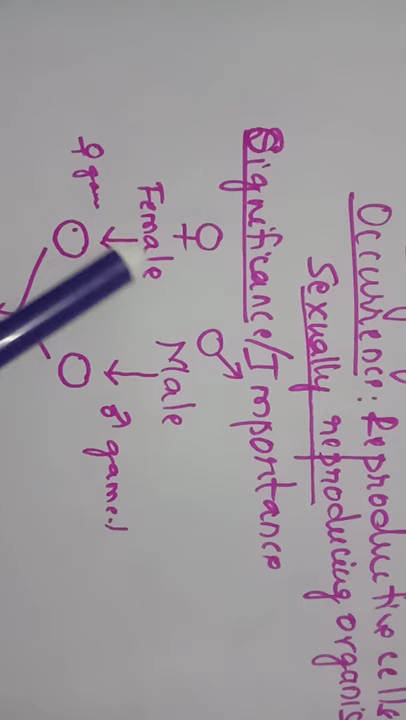 Occurrence: Reproductive cells
Sexually reproducing organis
Significance/Importance
♀ ♂
Female Male
♀ gam ♂ gamet